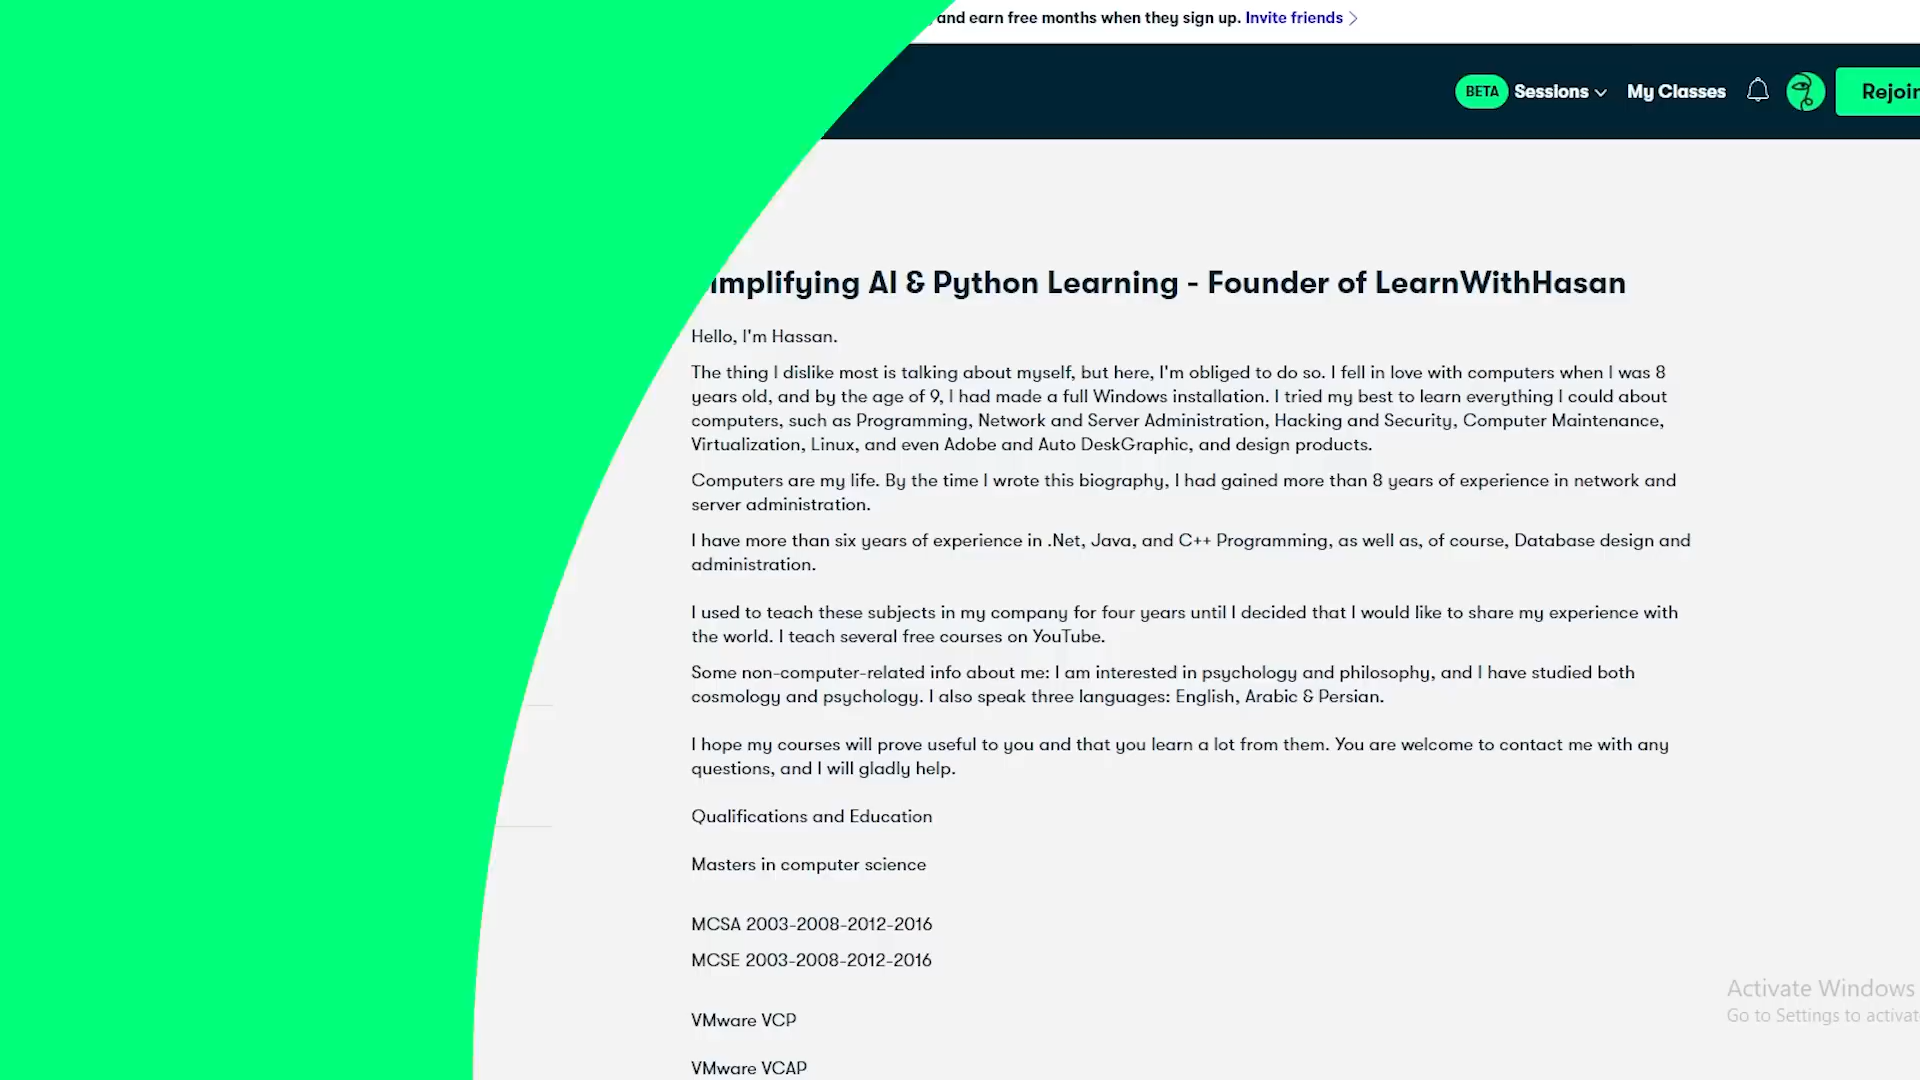 and earn free months when they sign up. Invite friends
BETA Sessions My Classes
Simplifying AI & Python Learning - Founder of LearnWithHasan
Hello, I'm Hassan.
The thing I dislike most is talking about myself, but here, I'm obliged to do so. I fell in love with computers when I was 8
years old, and by the age of 9, I had made a full Windows installation. I tried my best to learn everything I could about
computers, such as Programming, Network and Server Administration, Hacking and Security, Computer Maintenance,
Virtualization, Linux, and even Adobe and Auto DeskGraphic, and design products.
Computers are my life. By the time I wrote this biography, I had gained more than 8 years of experience in network and
server administration.
I have more than six years of experience in .Net, Java, and C++ Programming, as well as, of course, Database design and
administration.
I used to teach these subjects in my company for four years until I decided that I would like to share my experience with
the world. I teach several free courses on YouTube.
Some non-computer-related info about me: I am interested in psychology and philosophy, and I have studied both
cosmology and psychology. I also speak three languages: English, Arabic & Persian.
I hope my courses will prove useful to you and that you learn a lot from them. You are welcome to contact me with any
questions, and I will gladly help.
Qualifications and Education
Masters in computer science
MCSA 2003-2008-2012-2016
MCSE 2003-2008-2012-2016
VMware VCP
VMware VCAP
Activate Windows
Go to Settings to activat